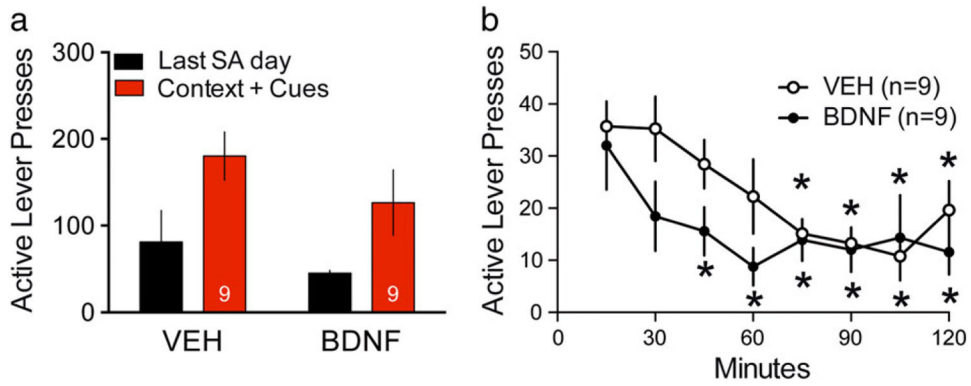 a
Active Lever Presses
300
200
100
0
Last SA day
Context + Cues
9
9
VEH
BDNF
b
Active Lever Presses
50
40
30
20
10
0
VEH (n=9)
BDNF (n=9)
* * * *
* * * * * *
0 30 60 90 120
Minutes